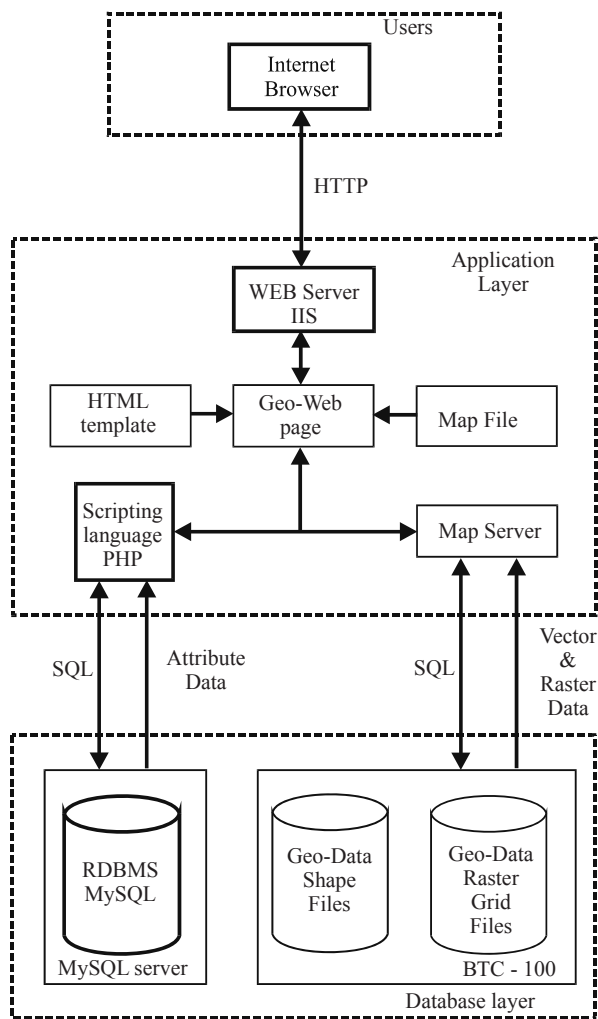 Users
Internet
Browser
HTTP
Application
Layer
WEB Server
IIS
HTML
template
Geo-Web
page
Map File
Scripting
language
PHP
Map Server
SQL
Attribute
Data
SQL
Vector
&
Raster
Data
RDBMS
MySQL
MySQL server
Geo-Data
Shape
Files
Geo-Data
Raster
Grid
Files
BTC - 100
Database layer